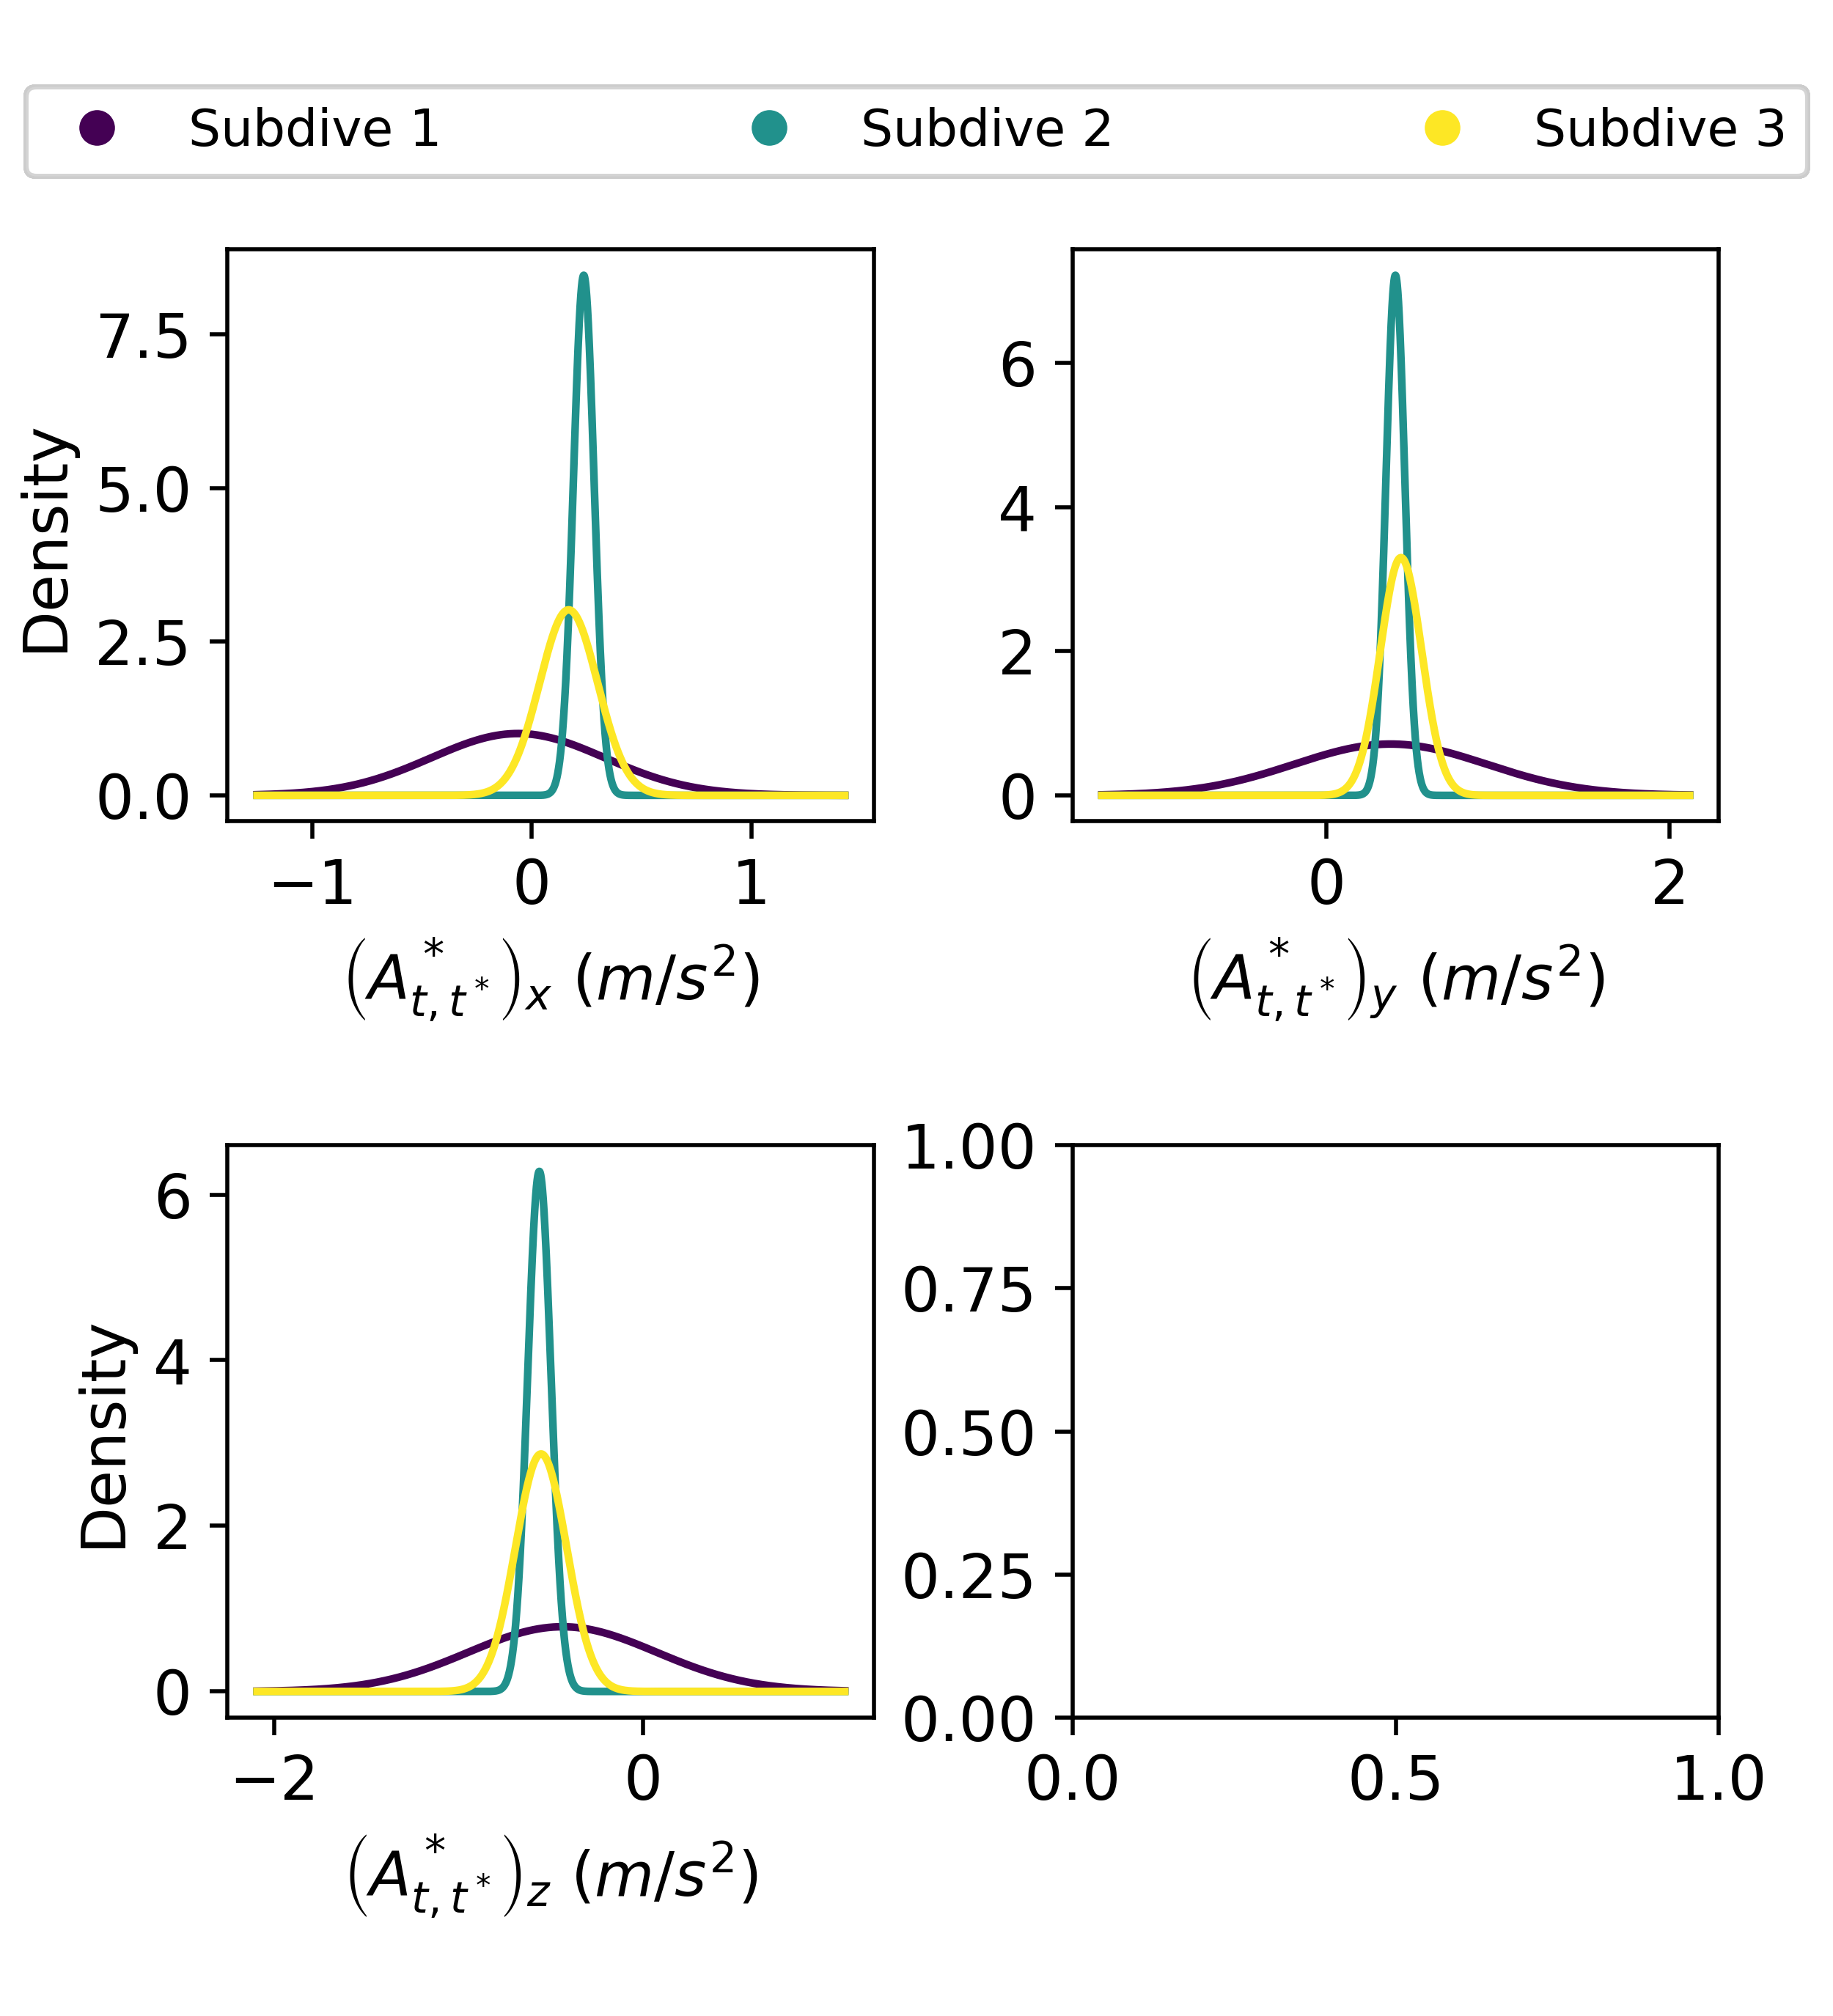 Subdive 1 Subdive 2 Subdive 3
7.5
5.0
2.5
0.0
Density
−1 0 1
(A*t,t*)x (m/s²)
6
4
2
0
0 2
(A*t,t*)y (m/s²)
6
4
2
0
Density
−2 0
(A*t,t*)z (m/s²)
1.00
0.75
0.50
0.25
0.00
0.0 0.5 1.0